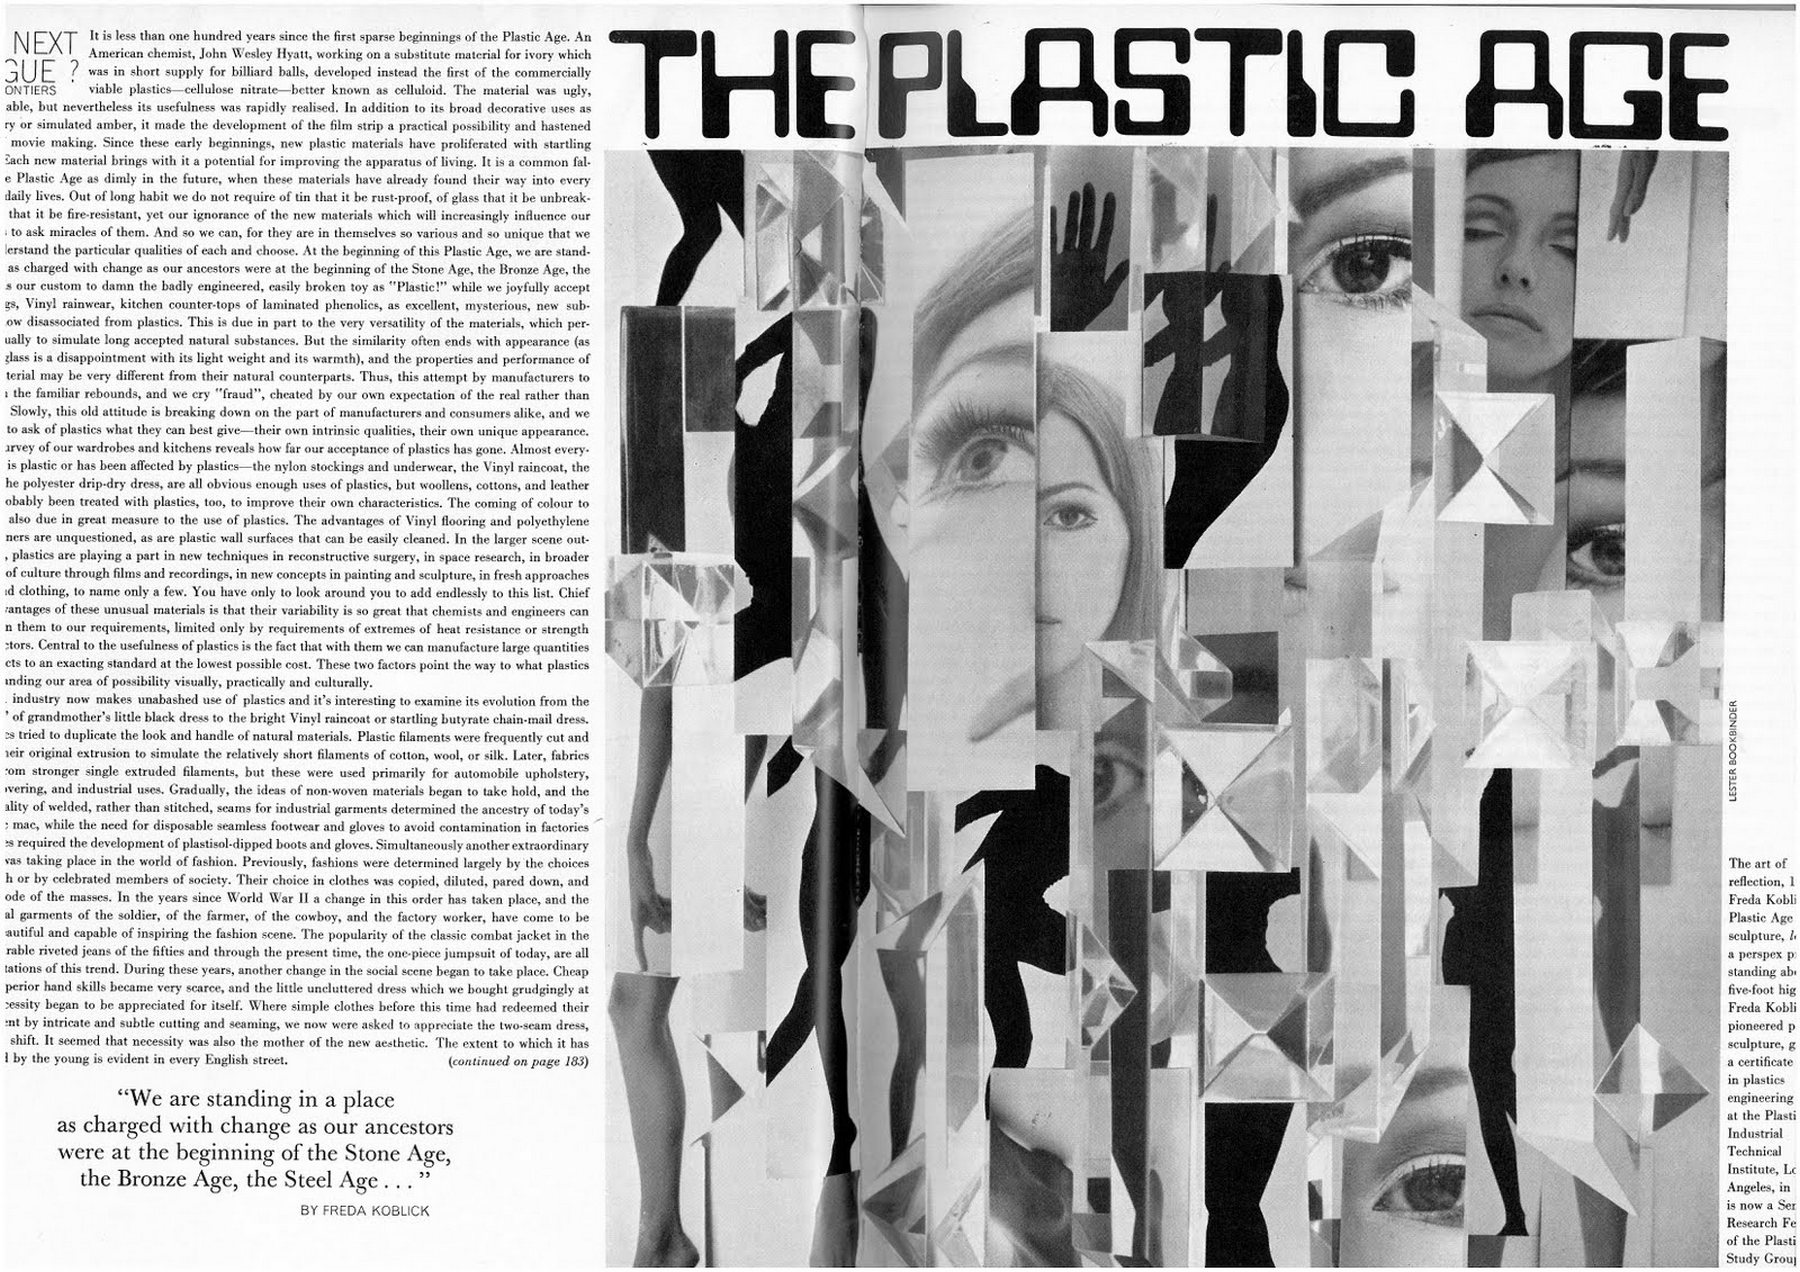 THE PLASTIC AGE
NEXT
GUE ?
ONTIERS
It is less than one hundred years since the first sparse beginnings of the Plastic Age. An
American chemist, John Wesley Hyatt, working on a substitute material for ivory which
was in short supply for billiard balls, developed instead the first of the commercially
viable plastics—cellulose nitrate—better known as celluloid. The material was ugly,
able, but nevertheless its usefulness was rapidly realised. In addition to its broad decorative uses as
ry or simulated amber, it made the development of the film strip a practical possibility and hastened
movie making. Since these early beginnings, new plastic materials have proliferated with startling
Each new material brings with it a potential for improving the apparatus of living. It is a common fal-
e Plastic Age as dimly in the future, when these materials have already found their way into every
daily lives. Out of long habit we do not require of tin that it be rust-proof, of glass that it be unbreak-
that it be fire-resistant, yet our ignorance of the new materials which will increasingly influence our
to ask miracles of them. And so we can, for they are in themselves so various and so unique that we
derstand the particular qualities of each and choose. At the beginning of this Plastic Age, we are stand-
as charged with change as our ancestors were at the beginning of the Stone Age, the Bronze Age, the
s our custom to damn the badly engineered, easily broken toy as "Plastic!" while we joyfully accept
gs, Vinyl rainwear, kitchen counter-tops of laminated phenolics, as excellent, mysterious, new sub-
ow disassociated from plastics. This is due in part to the very versatility of the materials, which per-
ually to simulate long accepted natural substances. But the similarity often ends with appearance (as
glass is a disappointment with its light weight and its warmth), and the properties and performance of
terial may be very different from their natural counterparts. Thus, this attempt by manufacturers to
the familiar rebounds, and we cry "fraud", cheated by our own expectation of the real rather than
Slowly, this old attitude is breaking down on the part of manufacturers and consumers alike, and we
to ask of plastics what they can best give—their own intrinsic qualities, their own unique appearance.
urvey of our wardrobes and kitchens reveals how far our acceptance of plastics has gone. Almost every-
is plastic or has been affected by plastics—the nylon stockings and underwear, the Vinyl raincoat, the
he polyester drip-dry dress, are all obvious enough uses of plastics, but woollens, cottons, and leather
obably been treated with plastics, too, to improve their own characteristics. The coming of colour to
also due in great measure to the use of plastics. The advantages of Vinyl flooring and polyethylene
ners are unquestioned, as are plastic wall surfaces that can be easily cleaned. In the larger scene out-
, plastics are playing a part in new techniques in reconstructive surgery, in space research, in broader
of culture through films and recordings, in new concepts in painting and sculpture, in fresh approaches
d clothing, to name only a few. You have only to look around you to add endlessly to this list. Chief
vantages of these unusual materials is that their variability is so great that chemists and engineers can
n them to our requirements, limited only by requirements of extremes of heat resistance or strength
ctors. Central to the usefulness of plastics is the fact that with them we can manufacture large quantities
cts to an exacting standard at the lowest possible cost. These two factors point the way to what plastics
anding our area of possibility visually, practically and culturally.
industry now makes unabashed use of plastics and it's interesting to examine its evolution from the
' of grandmother's little black dress to the bright Vinyl raincoat or startling butyrate chain-mail dress.
s tried to duplicate the look and handle of natural materials. Plastic filaments were frequently cut and
eir original extrusion to simulate the relatively short filaments of cotton, wool, or silk. Later, fabrics
om stronger single extruded filaments, but these were used primarily for automobile upholstery,
vering, and industrial uses. Gradually, the ideas of non-woven materials began to take hold, and the
ality of welded, rather than stitched, seams for industrial garments determined the ancestry of today's
mac, while the need for disposable seamless footwear and gloves to avoid contamination in factories
s required the development of plastisol-dipped boots and gloves. Simultaneously another extraordinary
was taking place in the world of fashion. Previously, fashions were determined largely by the choices
h or by celebrated members of society. Their choice in clothes was copied, diluted, pared down, and
ode of the masses. In the years since World War II a change in this order has taken place, and the
al garments of the soldier, of the farmer, of the cowboy, and the factory worker, have come to be
autiful and capable of inspiring the fashion scene. The popularity of the classic combat jacket in the
rable riveted jeans of the fifties and through the present time, the one-piece jumpsuit of today, are all
tations of this trend. During these years, another change in the social scene began to take place. Cheap
perior hand skills became very scarce, and the little uncluttered dress which we bought grudgingly at
cessity began to be appreciated for itself. Where simple clothes before this time had redeemed their
nt by intricate and subtle cutting and seaming, we now were asked to appreciate the two-seam dress,
shift. It seemed that necessity was also the mother of the new aesthetic. The extent to which it has
d by the young is evident in every English street. (continued on page 183)
“We are standing in a place
as charged with change as our ancestors
were at the beginning of the Stone Age,
the Bronze Age, the Steel Age . . . ”
BY FREDA KOBLICK
LESTER BOOKBINDER
The art of
reflection, 1
Freda Kobli
Plastic Age
sculpture, l
a perspex p
standing ab
five-foot hig
Freda Kobli
pioneered p
sculpture, g
a certificate
in plastics
engineering
at the Plasti
Industrial
Technical
Institute, Lo
Angeles, in
is now a Sen
Research Fe
of the Plasti
Study Group